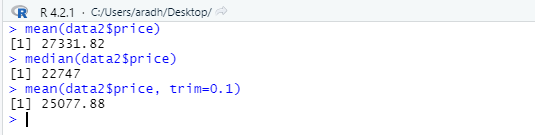 R 4.2.1 · C:/Users/aradh/Desktop/
> mean(data2$price)
[1] 27331.82
> median(data2$price)
[1] 22747
> mean(data2$price, trim=0.1)
[1] 25077.88
>